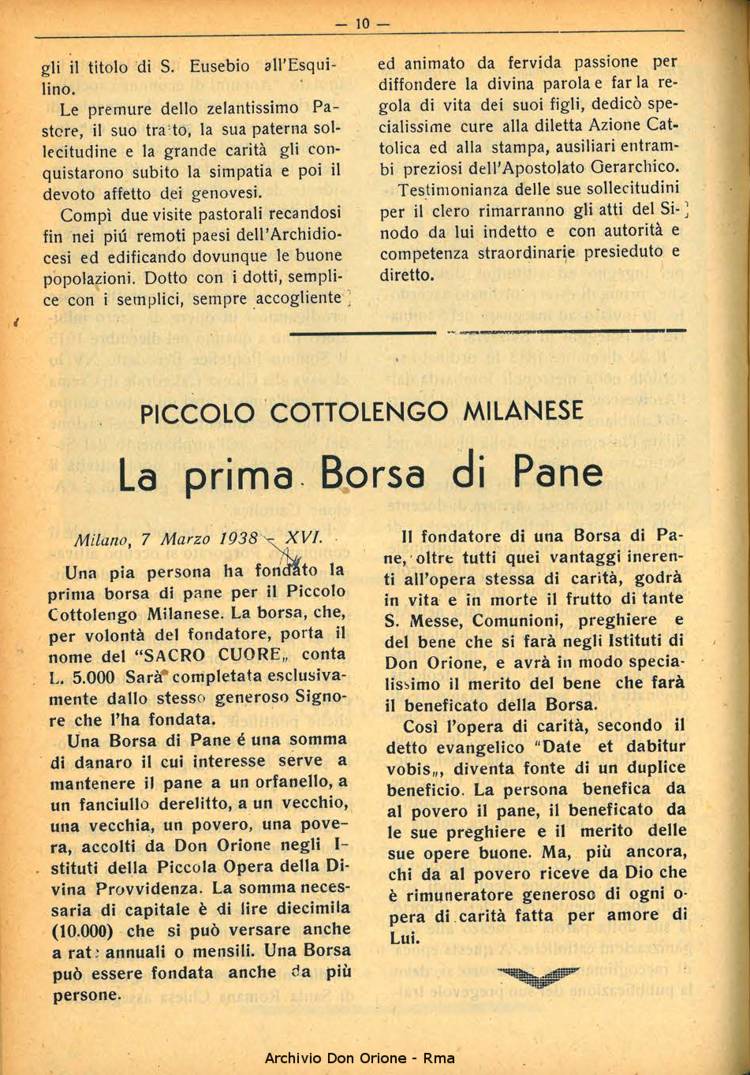 — 10 —
gli il titolo di S. Eusebio all'Esqui-
lino.
Le premure dello zelantissimo Pa-
store, il suo tra to, la sua paterna sol-
lecitudine e la grande carità gli con-
quistarono subito la simpatia e poi il
devoto affetto dei genovesi.
Compì due visite pastorali recandosi
fin nei piú remoti paesi dell'Archidio-
cesi ed edificando dovunque le buone
popolazioni. Dotto con i dotti, sempli-
ce con i semplici, sempre accogliente
ed animato da fervida passione per
diffondere la divina parola e far la re-
gola di vita dei suoi figli, dedicò spe-
cialissime cure alla diletta Azione Cat-
tolica ed alla stampa, ausiliari entram-
bi preziosi dell'Apostolato Gerarchico.
Testimonianza delle sue sollecitudini
per il clero rimarranno gli atti del Si-
nodo da lui indetto e con autorità e
competenza straordinarie presieduto e
diretto.
PICCOLO COTTOLENGO MILANESE
La prima Borsa di Pane
Milano, 7 Marzo 1938 - XVI.
Una pia persona ha fondato la
prima borsa di pane per il Piccolo
Cottolengo Milanese. La borsa, che,
per volontà del fondatore, porta il
nome del "SACRO CUORE„ conta
L. 5.000 Sarà completata esclusiva-
mente dallo stesso generoso Signo-
re che l'ha fondata.
Una Borsa di Pane é una somma
di danaro il cui interesse serve a
mantenere il pane a un orfanello, a
un fanciullo derelitto, a un vecchio,
una vecchia, un povero, una pove-
ra, accolti da Don Orione negli I-
stituti della Piccola Opera della Di-
vina Provvidenza. La somma neces-
saria di capitale è di lire diecimila
(10.000) che si può versare anche
a rate annuali o mensili. Una Borsa
può essere fondata anche da più
persone.
Il fondatore di una Borsa di Pa-
ne, oltre tutti quei vantaggi ineren-
ti all'opera stessa di carità, godrà
in vita e in morte il frutto di tante
S. Messe, Comunioni, preghiere e
del bene che si farà negli Istituti di
Don Orione, e avrà in modo specia-
lissimo il merito del bene che farà
il beneficato della Borsa.
Così l'opera di carità, secondo il
detto evangelico "Date et dabitur
vobis„, diventa fonte di un duplice
beneficio. La persona benefica da
al povero il pane, il beneficato da
le sue preghiere e il merito delle
sue opere buone. Ma, più ancora,
chi da al povero riceve da Dio che
è rimuneratore generoso di ogni o-
pera di carità fatta per amore di
Lui.
Archivio Don Orione - Rma